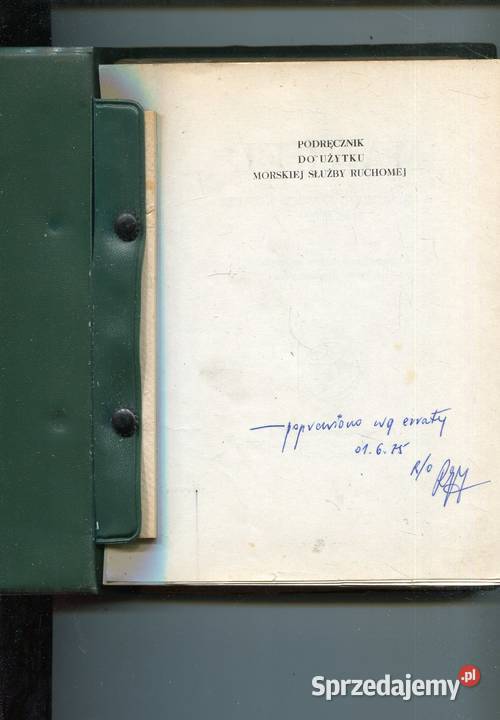 PODRĘCZNIK
DO UŻYTKU
MORSKIEJ SŁUŻBY RUCHOMEJ
— poprawiono wg erraty
01.6.75
R/O
Sprzedajemy.pl